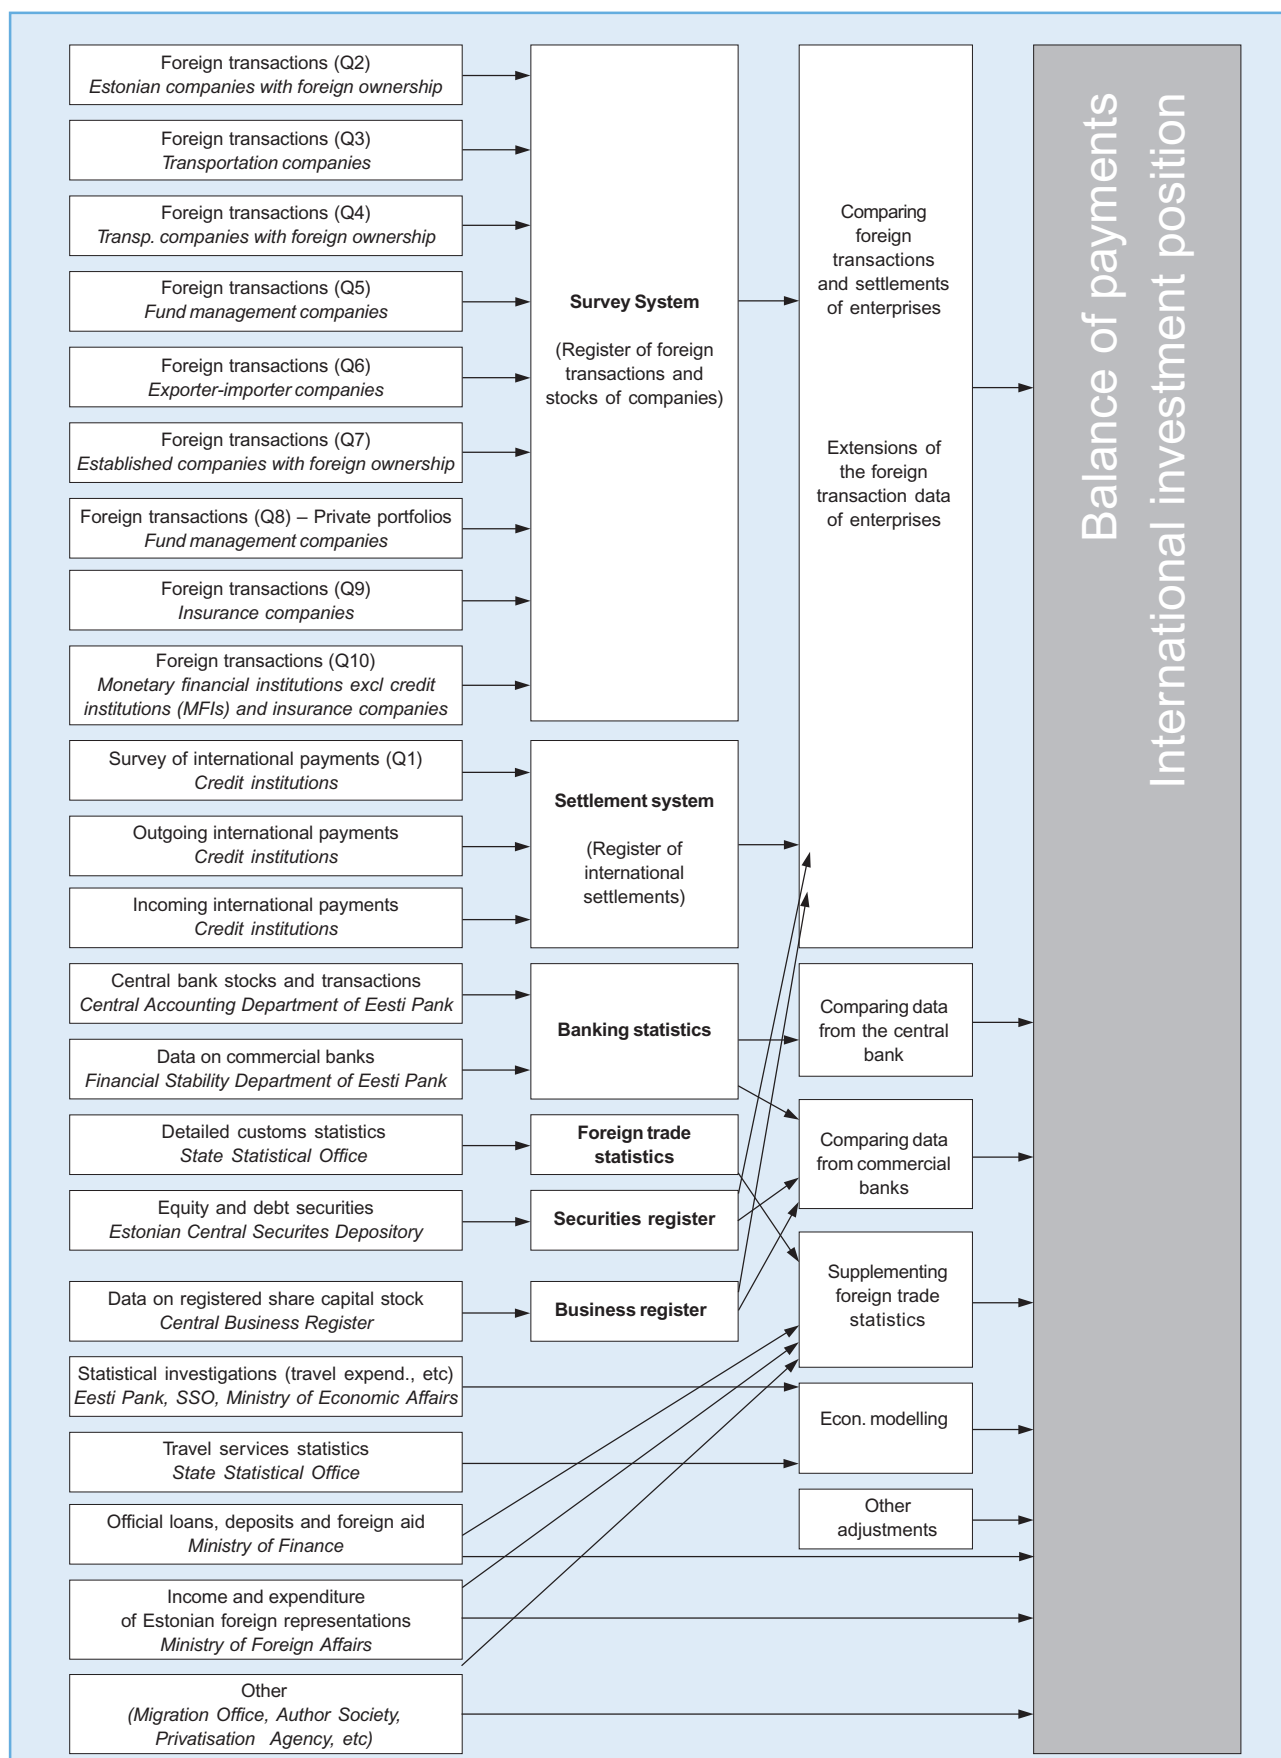 Foreign transactions (Q2)
Estonian companies with foreign ownership
Foreign transactions (Q3)
Transportation companies
Foreign transactions (Q4)
Transp. companies with foreign ownership
Foreign transactions (Q5)
Fund management companies
Foreign transactions (Q6)
Exporter-importer companies
Foreign transactions (Q7)
Established companies with foreign ownership
Foreign transactions (Q8) – Private portfolios
Fund management companies
Foreign transactions (Q9)
Insurance companies
Foreign transactions (Q10)
Monetary financial institutions excl credit
institutions (MFIs) and insurance companies
Survey of international payments (Q1)
Credit institutions
Outgoing international payments
Credit institutions
Incoming international payments
Credit institutions
Central bank stocks and transactions
Central Accounting Department of Eesti Pank
Data on commercial banks
Financial Stability Department of Eesti Pank
Detailed customs statistics
State Statistical Office
Equity and debt securities
Estonian Central Securites Depository
Data on registered share capital stock
Central Business Register
Statistical investigations (travel expend., etc)
Eesti Pank, SSO, Ministry of Economic Affairs
Travel services statistics
State Statistical Office
Official loans, deposits and foreign aid
Ministry of Finance
Income and expenditure
of Estonian foreign representations
Ministry of Foreign Affairs
Other
(Migration Office, Author Society,
Privatisation Agency, etc)
Survey System
(Register of foreign
transactions and
stocks of companies)
Settlement system
(Register of
international
settlements)
Banking statistics
Foreign trade
statistics
Securities register
Business register
Comparing
foreign
transactions
and settlements
of enterprises
Extensions of
the foreign
transaction data
of enterprises
Comparing data
from the central
bank
Comparing data
from commercial
banks
Supplementing
foreign trade
statistics
Econ. modelling
Other
adjustments
Balance of payments
International investment position